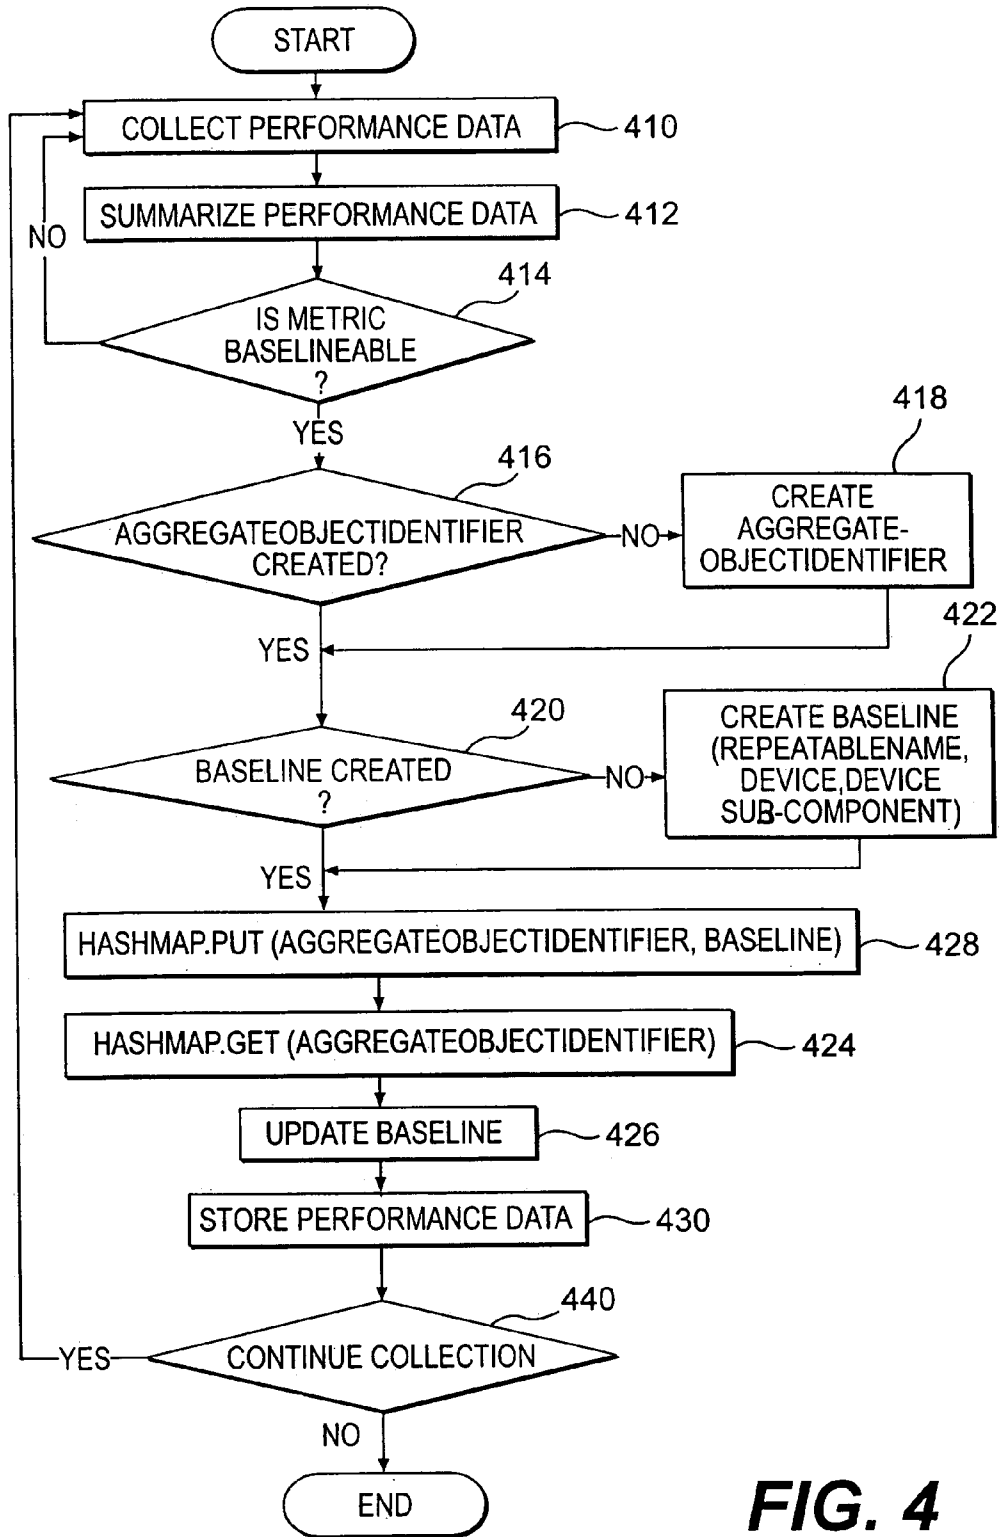 START
COLLECT PERFORMANCE DATA
410
SUMMARIZE PERFORMANCE DATA
412
NO
414
IS METRIC
BASELINEABLE
?
YES
416
418
AGGREGATEOBJECTIDENTIFIER
CREATED?
NO
CREATE
AGGREGATE-
OBJECTIDENTIFIER
YES
422
420
BASELINE CREATED
?
NO
CREATE BASELINE
(REPEATABLENAME,
DEVICE,DEVICE
SUB-COMPONENT)
YES
HASHMAP.PUT (AGGREGATEOBJECTIDENTIFIER, BASELINE)
428
HASHMAP.GET (AGGREGATEOBJECTIDENTIFIER)
424
UPDATE BASELINE
426
STORE PERFORMANCE DATA
430
440
CONTINUE COLLECTION
YES
NO
END
FIG. 4